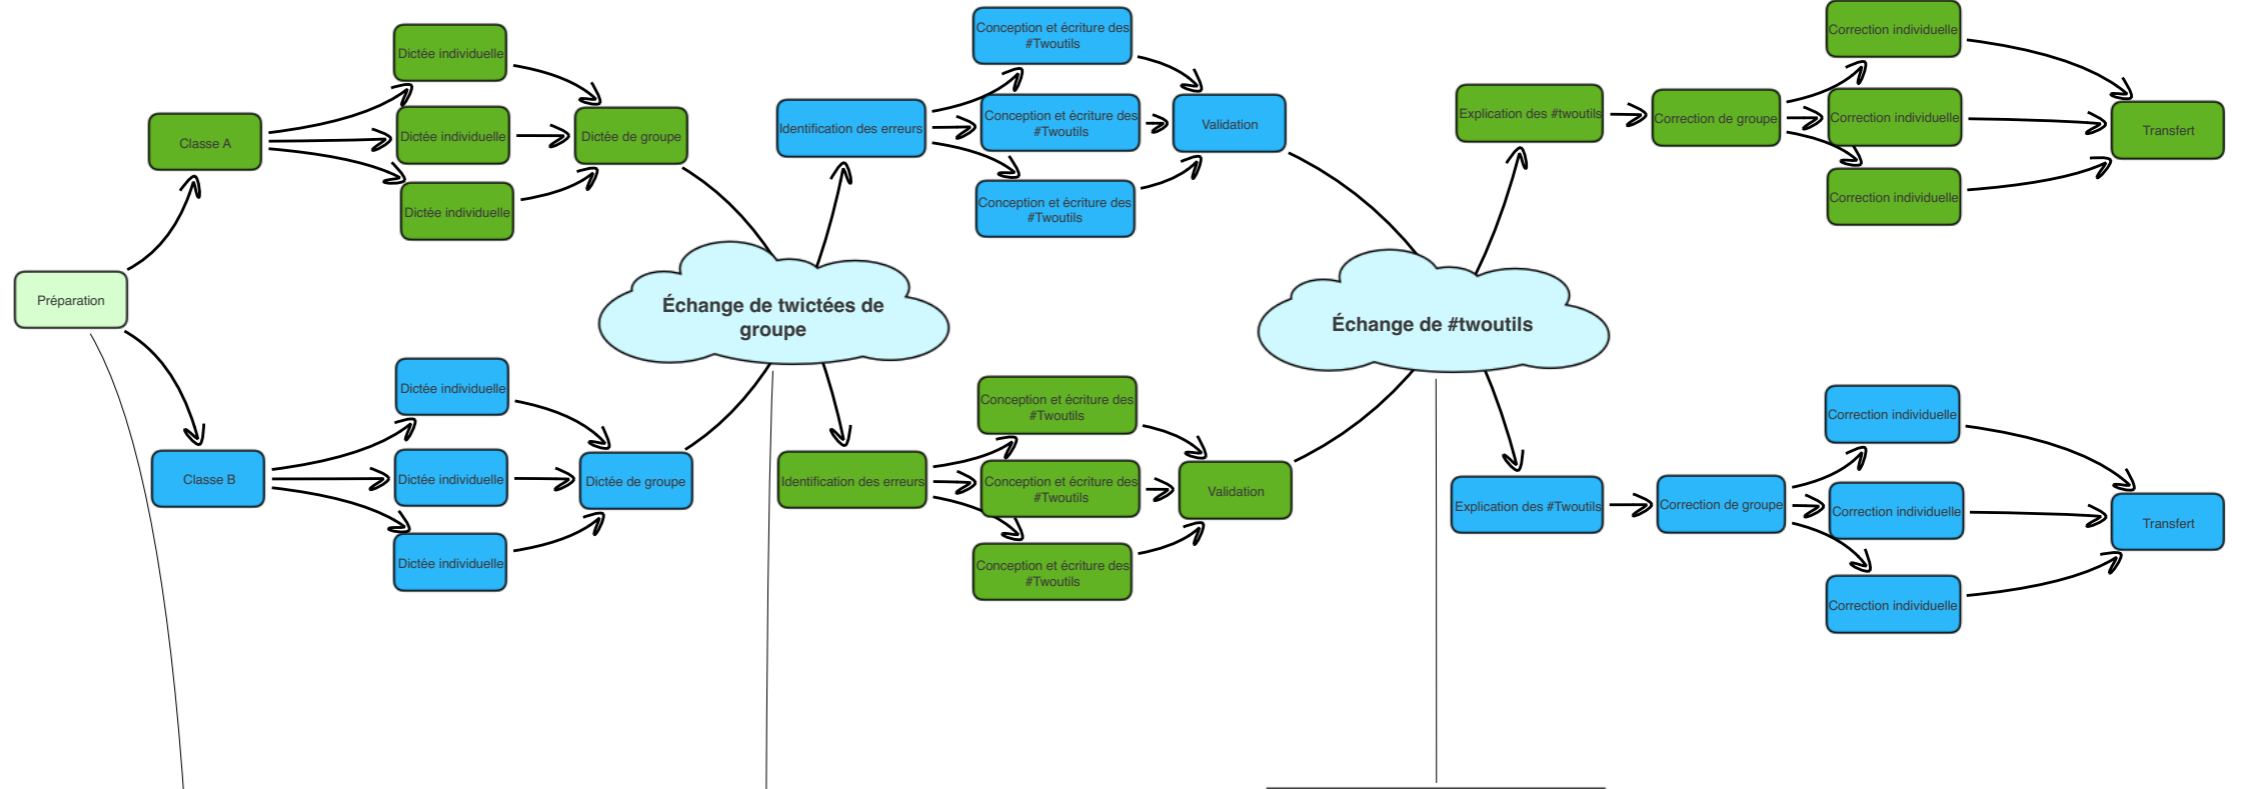 Préparation
Classe A
Dictée individuelle
Dictée individuelle
Dictée individuelle
Dictée de groupe
Classe B
Dictée individuelle
Dictée individuelle
Dictée individuelle
Dictée de groupe
Échange de twictées de
groupe
Identification des erreurs
Conception et écriture des
#Twoutils
Conception et écriture des
#Twoutils
Conception et écriture des
#Twoutils
Validation
Identification des erreurs
Conception et écriture des
#Twoutils
Conception et écriture des
#Twoutils
Conception et écriture des
#Twoutils
Validation
Échange de #twoutils
Explication des #twoutils
Correction de groupe
Correction individuelle
Correction individuelle
Correction individuelle
Transfert
Explication des #Twoutils
Correction de groupe
Correction individuelle
Correction individuelle
Correction individuelle
Transfert